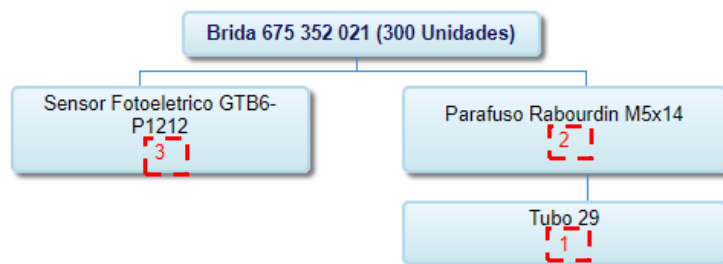 Brida 675 352 021 (300 Unidades)
Sensor Fotoeletrico GTB6-
P1212
3
Parafuso Rabourdin M5x14
2
Tubo 29
1